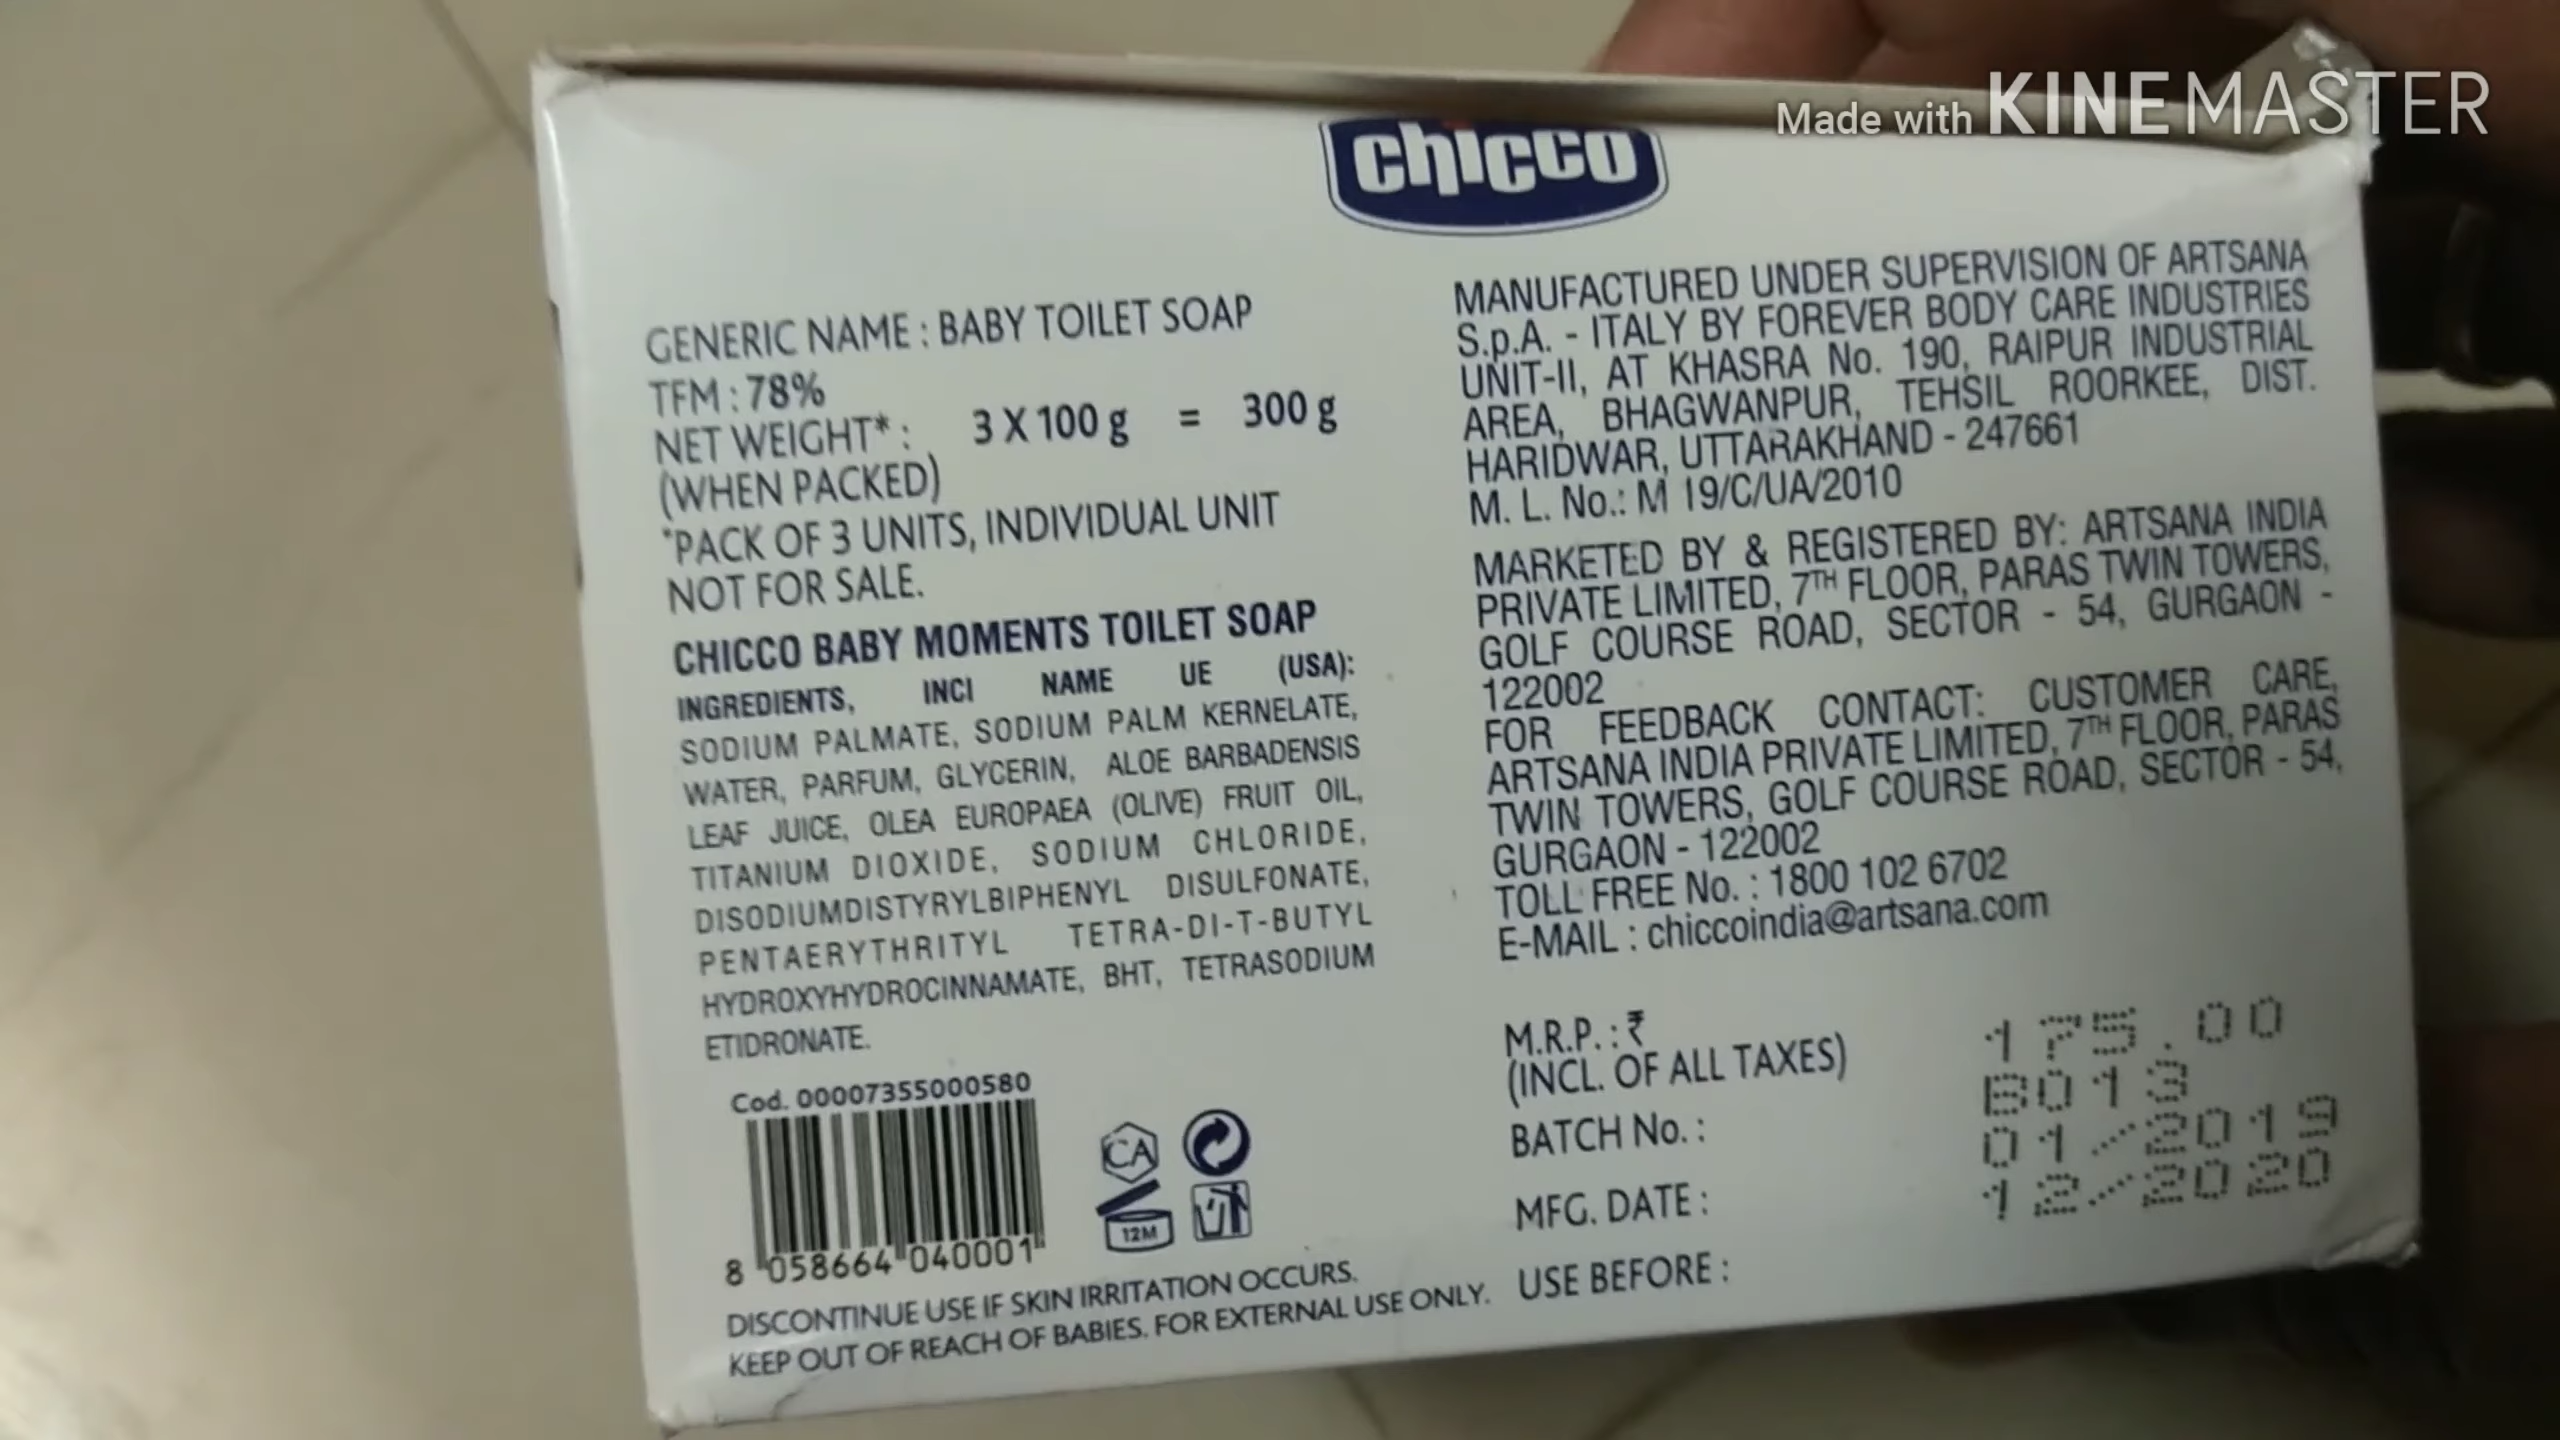 Made with KINEMASTER
chicco
GENERIC NAME : BABY TOILET SOAP
TFM : 78%
NET WEIGHT* : 3 X 100 g = 300 g
(WHEN PACKED)
*PACK OF 3 UNITS, INDIVIDUAL UNIT
NOT FOR SALE.
CHICCO BABY MOMENTS TOILET SOAP
INGREDIENTS, INCI NAME UE (USA):
SODIUM PALMATE, SODIUM PALM KERNELATE,
WATER, PARFUM, GLYCERIN, ALOE BARBADENSIS
LEAF JUICE, OLEA EUROPAEA (OLIVE) FRUIT OIL,
TITANIUM DIOXIDE, SODIUM CHLORIDE,
DISODIUMDISTYRYLBIPHENYL DISULFONATE,
PENTAERYTHRITYL TETRA-DI-T-BUTYL
HYDROXYHYDROCINNAMATE, BHT, TETRASODIUM
ETIDRONATE.
Cod. 00007355000580
8 058664 040001
CA
12M
DISCONTINUE USE IF SKIN IRRITATION OCCURS.
KEEP OUT OF REACH OF BABIES. FOR EXTERNAL USE ONLY.
MANUFACTURED UNDER SUPERVISION OF ARTSANA
S.p.A. - ITALY BY FOREVER BODY CARE INDUSTRIES
UNIT-II, AT KHASRA No. 190, RAIPUR INDUSTRIAL
AREA, BHAGWANPUR, TEHSIL ROORKEE, DIST.
HARIDWAR, UTTARAKHAND - 247661
M. L. No.: M 19/C/UA/2010
MARKETED BY & REGISTERED BY: ARTSANA INDIA
PRIVATE LIMITED, 7TH FLOOR, PARAS TWIN TOWERS,
GOLF COURSE ROAD, SECTOR - 54, GURGAON -
122002
FOR FEEDBACK CONTACT: CUSTOMER CARE,
ARTSANA INDIA PRIVATE LIMITED, 7TH FLOOR, PARAS
TWIN TOWERS, GOLF COURSE ROAD, SECTOR - 54,
GURGAON - 122002
TOLL FREE No. : 1800 102 6702
E-MAIL : chiccoindia@artsana.com
M.R.P. : ₹ 175.00
(INCL. OF ALL TAXES)
BATCH No. : B013
MFG. DATE : 01/2019
USE BEFORE : 12/2020